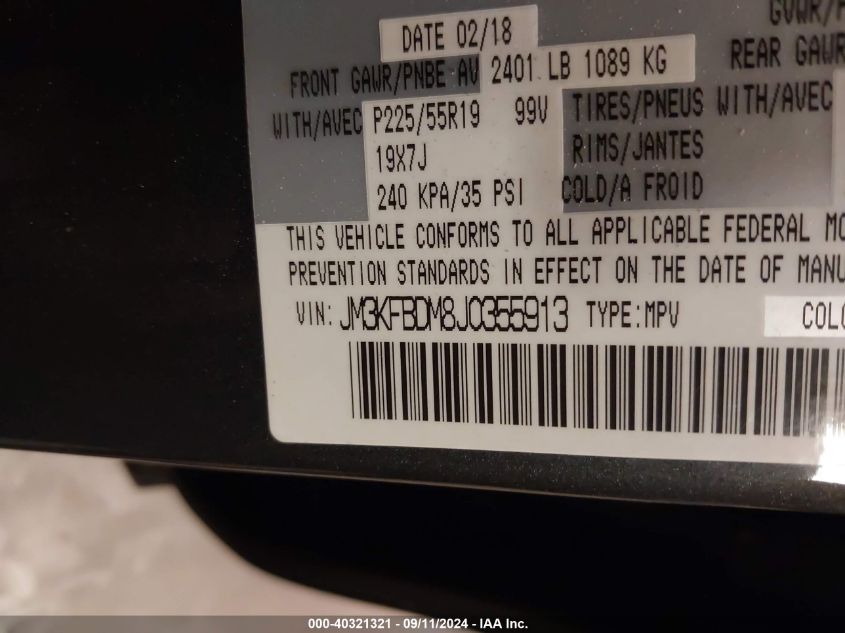 DATE 02/18
GVWR/
FRONT GAWR/PNBE AV 2401 LB 1089 KG REAR GAWR
WITH/AVEC P225/55R19 99V TIRES/PNEUS WITH/AVEC
19X7J RIMS/JANTES
240 KPA/35 PSI COLD/A FROID
THIS VEHICLE CONFORMS TO ALL APPLICABLE FEDERAL MO
PREVENTION STANDARDS IN EFFECT ON THE DATE OF MANU
VIN: JM3KFBDM8J0355913 TYPE:MPV COLO
000-40321321 - 09/11/2024 - IAA Inc.